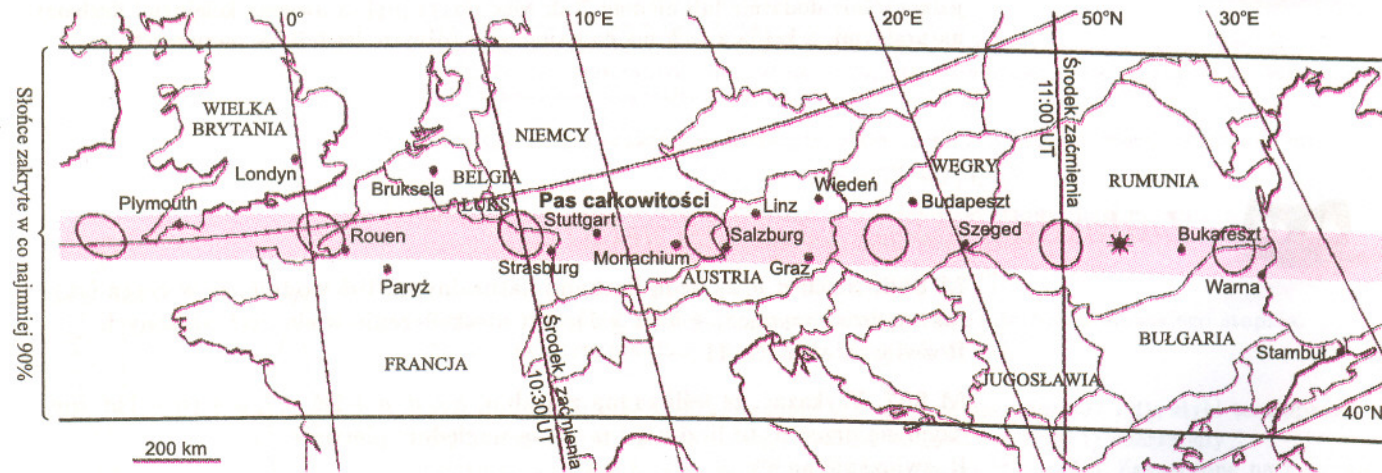 0°
10°E
20°E
50°N
30°E
Słońce zakryte w co najmniej 90%
WIELKA
BRYTANIA
Londyn
Plymouth
Bruksela
BELGIA
LUKS.
NIEMCY
Pas całkowitości
Rouen
Paryż
Strasburg
Stuttgart
Monachium
Salzburg
Linz
Wiedeń
Graz
AUSTRIA
WĘGRY
Budapeszt
Szeged
Środek zaćmienia
11:00 UT
RUMUNIA
Bukareszt
Warna
BUŁGARIA
Stambuł
JUGOSŁAWIA
FRANCJA
Środek zaćmienia
10:30 UT
40°N
200 km